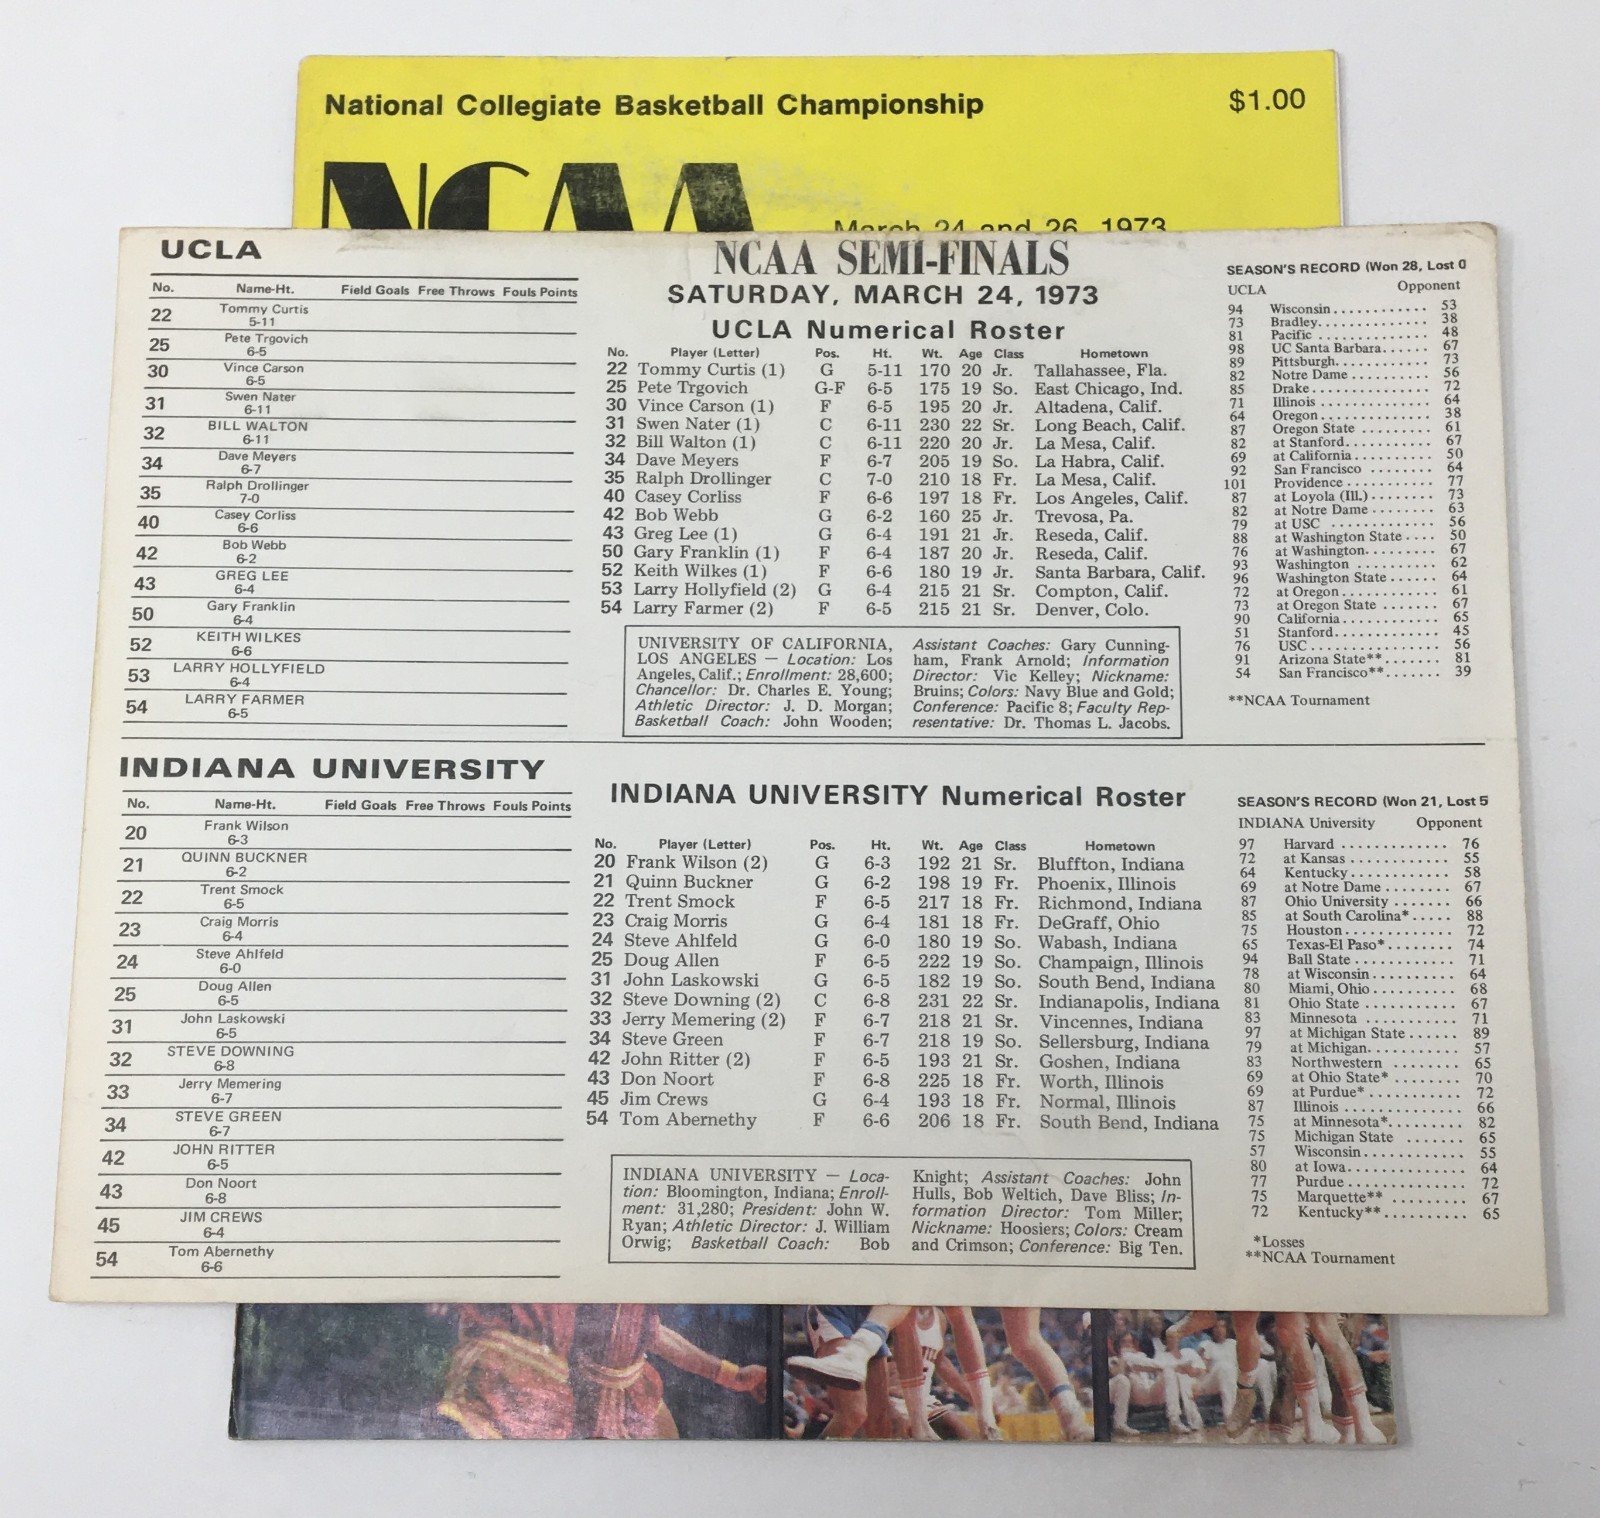 National Collegiate Basketball Championship
$1.00
NCAA
March 24 and 26, 1973
UCLA
No. Name-Ht. Field Goals Free Throws Fouls Points
22 Tommy Curtis
5-11
25 Pete Trgovich
6-5
30 Vince Carson
6-5
31 Swen Nater
6-11
32 BILL WALTON
6-11
34 Dave Meyers
6-7
35 Ralph Drollinger
7-0
40 Casey Corliss
6-6
42 Bob Webb
6-2
43 GREG LEE
6-4
50 Gary Franklin
6-4
52 KEITH WILKES
6-6
53 LARRY HOLLYFIELD
6-4
54 LARRY FARMER
6-5
NCAA SEMI-FINALS
SATURDAY, MARCH 24, 1973
UCLA Numerical Roster
No. Player (Letter) Pos. Ht. Wt. Age Class Hometown
22 Tommy Curtis (1) G 5-11 170 20 Jr. Tallahassee, Fla.
25 Pete Trgovich G-F 6-5 175 19 So. East Chicago, Ind.
30 Vince Carson (1) F 6-5 195 20 Jr. Altadena, Calif.
31 Swen Nater (1) C 6-11 230 22 Sr. Long Beach, Calif.
32 Bill Walton (1) C 6-11 220 20 Jr. La Mesa, Calif.
34 Dave Meyers F 6-7 205 19 So. La Habra, Calif.
35 Ralph Drollinger C 7-0 210 18 Fr. La Mesa, Calif.
40 Casey Corliss F 6-6 197 18 Fr. Los Angeles, Calif.
42 Bob Webb G 6-2 160 25 Jr. Trevosa, Pa.
43 Greg Lee (1) G 6-4 191 21 Jr. Reseda, Calif.
50 Gary Franklin (1) F 6-4 187 20 Jr. Reseda, Calif.
52 Keith Wilkes (1) F 6-6 180 19 Jr. Santa Barbara, Calif.
53 Larry Hollyfield (2) G 6-4 215 21 Sr. Compton, Calif.
54 Larry Farmer (2) F 6-5 215 21 Sr. Denver, Colo.
UNIVERSITY OF CALIFORNIA,
LOS ANGELES — Location: Los
Angeles, Calif.; Enrollment: 28,600;
Chancellor: Dr. Charles E. Young;
Athletic Director: J. D. Morgan;
Basketball Coach: John Wooden;
Assistant Coaches: Gary Cunning-
ham, Frank Arnold; Information
Director: Vic Kelley; Nickname:
Bruins; Colors: Navy Blue and Gold;
Conference: Pacific 8; Faculty Rep-
resentative: Dr. Thomas L. Jacobs.
SEASON'S RECORD (Won 28, Lost 0
UCLA Opponent
94 Wisconsin............ 53
73 Bradley............. 38
81 Pacific ............. 48
98 UC Santa Barbara...... 67
89 Pittsburgh............ 73
82 Notre Dame ......... 56
85 Drake............... 72
71 Illinois .............. 64
64 Oregon.............. 38
87 Oregon State ......... 61
82 at Stanford........... 67
69 at California.......... 50
92 San Francisco ........ 64
101 Providence........... 77
87 at Loyola (Ill.)........ 73
82 at Notre Dame........ 63
79 at USC ............. 56
88 at Washington State.... 50
76 at Washington......... 67
93 Washington .......... 62
96 Washington State...... 64
72 at Oregon............ 61
73 at Oregon State ....... 67
90 California............ 65
51 Stanford............. 45
76 USC................ 56
91 Arizona State**....... 81
54 San Francisco**....... 39
**NCAA Tournament
INDIANA UNIVERSITY
No. Name-Ht. Field Goals Free Throws Fouls Points
20 Frank Wilson
6-3
21 QUINN BUCKNER
6-2
22 Trent Smock
6-5
23 Craig Morris
6-4
24 Steve Ahlfeld
6-0
25 Doug Allen
6-5
31 John Laskowski
6-5
32 STEVE DOWNING
6-8
33 Jerry Memering
6-7
34 STEVE GREEN
6-7
42 JOHN RITTER
6-5
43 Don Noort
6-8
45 JIM CREWS
6-4
54 Tom Abernethy
6-6
INDIANA UNIVERSITY Numerical Roster
No. Player (Letter) Pos. Ht. Wt. Age Class Hometown
20 Frank Wilson (2) G 6-3 192 21 Sr. Bluffton, Indiana
21 Quinn Buckner G 6-2 198 19 Fr. Phoenix, Illinois
22 Trent Smock F 6-5 217 18 Fr. Richmond, Indiana
23 Craig Morris G 6-4 181 18 Fr. DeGraff, Ohio
24 Steve Ahlfeld G 6-0 180 19 So. Wabash, Indiana
25 Doug Allen F 6-5 222 19 So. Champaign, Illinois
31 John Laskowski G 6-5 182 19 So. South Bend, Indiana
32 Steve Downing (2) C 6-8 231 22 Sr. Indianapolis, Indiana
33 Jerry Memering (2) F 6-7 218 21 Sr. Vincennes, Indiana
34 Steve Green F 6-7 218 19 So. Sellersburg, Indiana
42 John Ritter (2) F 6-5 193 21 Sr. Goshen, Indiana
43 Don Noort F 6-8 225 18 Fr. Worth, Illinois
45 Jim Crews G 6-4 193 18 Fr. Normal, Illinois
54 Tom Abernethy F 6-6 206 18 Fr. South Bend, Indiana
INDIANA UNIVERSITY — Loca-
tion: Bloomington, Indiana; Enroll-
ment: 31,280; President: John W.
Ryan; Athletic Director: J. William
Orwig; Basketball Coach: Bob
Knight; Assistant Coaches: John
Hulls, Bob Weltich, Dave Bliss; In-
formation Director: Tom Miller;
Nickname: Hoosiers; Colors: Cream
and Crimson; Conference: Big Ten.
SEASON'S RECORD (Won 21, Lost 5
INDIANA University Opponent
97 Harvard ............ 76
72 at Kansas ........... 55
64 Kentucky............ 58
69 at Notre Dame ....... 67
87 Ohio University ...... 66
85 at South Carolina*..... 88
75 Houston............. 72
65 Texas-El Paso*........ 74
94 Ball State ........... 71
78 at Wisconsin......... 64
80 Miami, Ohio......... 68
81 Ohio State .......... 67
83 Minnesota .......... 71
97 at Michigan State...... 89
79 at Michigan.......... 57
83 Northwestern ........ 65
69 at Ohio State* ........ 70
69 at Purdue* .......... 72
87 Illinois ............. 66
75 at Minnesota*........ 82
75 Michigan State ....... 65
57 Wisconsin........... 55
80 at Iowa............. 64
77 Purdue ............. 72
75 Marquette** ......... 67
72 Kentucky**.......... 65
*Losses
**NCAA Tournament